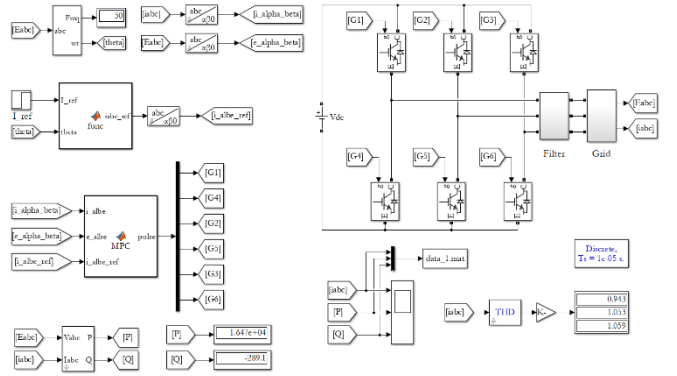 [Eabc]
abc
Freq
wt
50
[theta]
[iabc]
abc
αβ0
[i_alpha_beta]
[Eabc]
abc
αβ0
[e_alpha_beta]
I_ref
[theta]
I_ref
theta
func
iabc_ref
abc
αβ0
[i_albe_ref]
[i_alpha_beta]
[e_alpha_beta]
[i_albe_ref]
i_albe
e_albe
i_albe_ref
MPC
pulse
[G1]
[G4]
[G2]
[G5]
[G3]
[G6]
[Eabc]
[iabc]
Vabc
Iabc
P
Q
[P]
[Q]
[P]
1.647e+04
[Q]
-289.1
[G1]
[G2]
[G3]
Vdc
[G4]
[G5]
[G6]
Filter
Grid
[Eabc]
[iabc]
data_1.mat
[iabc]
[P]
[Q]
Discrete,
Ts = 1e-05 s.
[iabc]
THD
K-
0.943
1.053
1.059